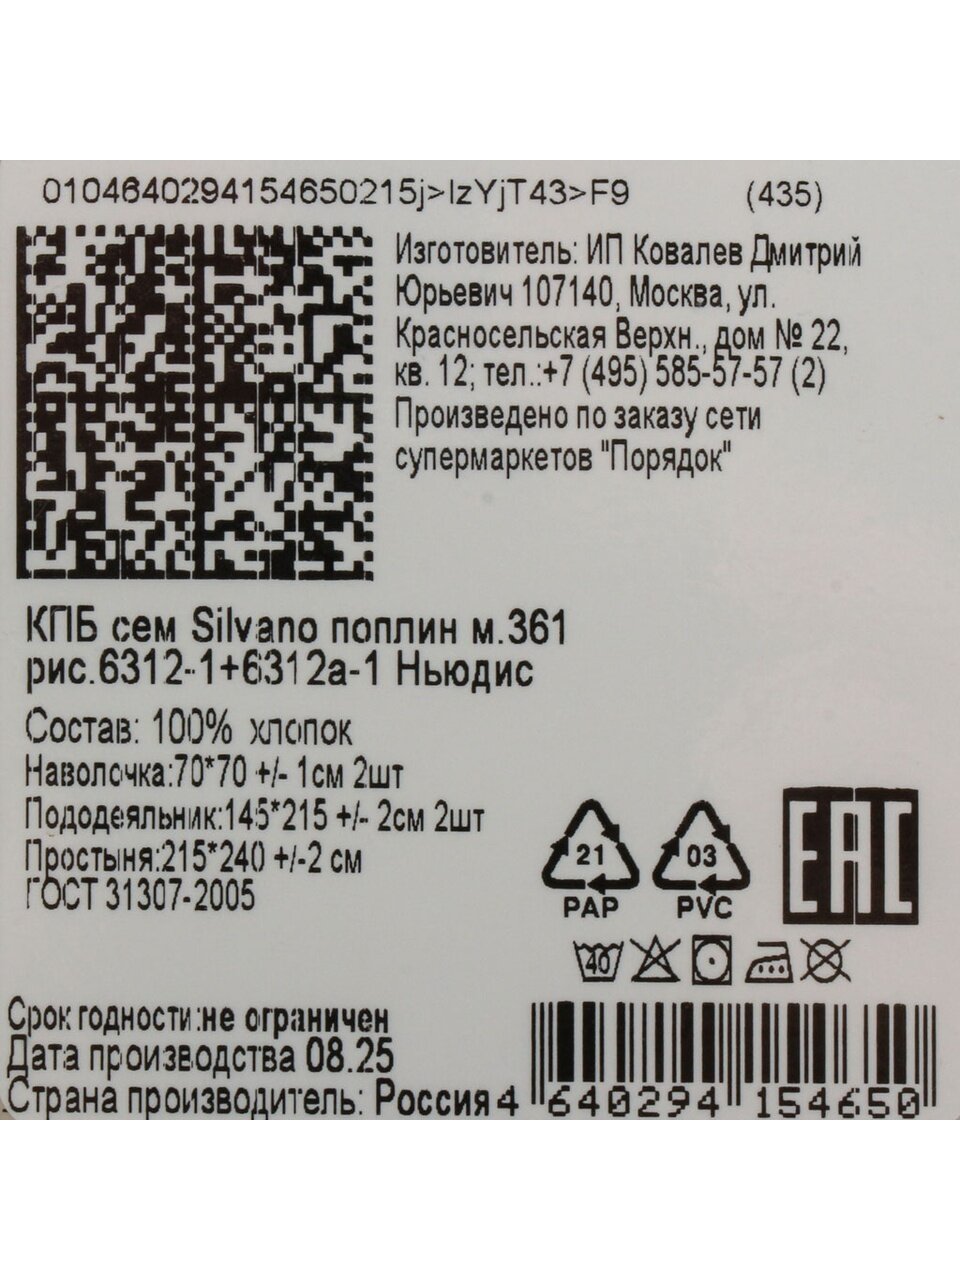 0104640294154650215j>IzYjT43>F9 (435)
Изготовитель: ИП Ковалев Дмитрий
Юрьевич 107140, Москва, ул.
Красносельская Верхн., дом № 22,
кв. 12; тел.:+7 (495) 585-57-57 (2)
Произведено по заказу сети
супермаркетов "Порядок"
КПБ сем Silvano поплин м.361
рис.6312-1+6312а-1 Ньюдис
Состав: 100% хлопок
Наволочка:70*70 +/- 1см 2шт
Пододеяльник:145*215 +/- 2см 2шт
Простыня:215*240 +/-2 см
ГОСТ 31307-2005
21 03
PAP PVC
EAC
40
Срок годности:не ограничен
Дата производства 08.25
Страна производитель: Россия
4 640294 154650